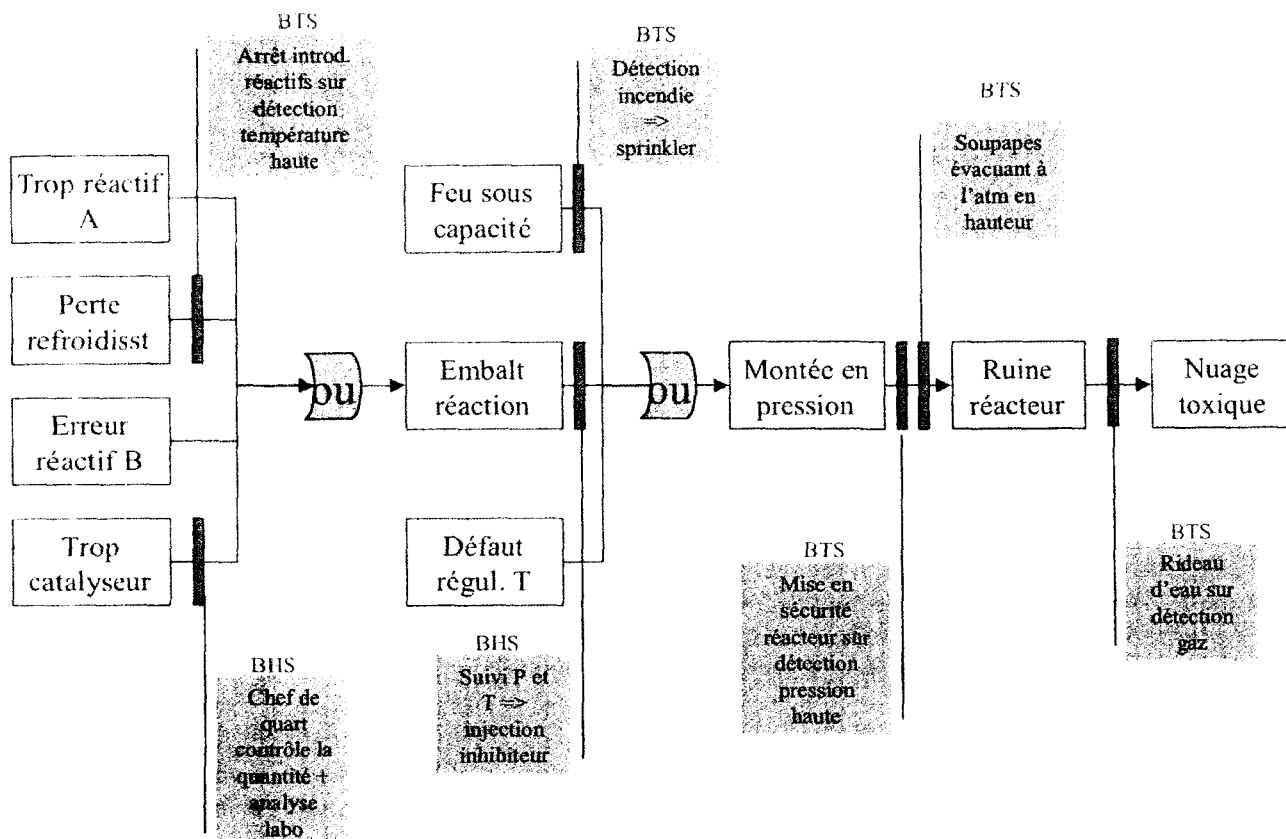 BTS
Arrêt introd.
réactifs sur
détection
température
haute
BTS
Détection
incendie
=>
sprinkler
BTS
Soupapes
évacuant à
l'atm en
hauteur
Trop réactif
A
Feu sous
capacité
Perte
refroidisst
ou
Embalt
réaction
ou
Montée en
pression
Ruine
réacteur
Nuage
toxique
Erreur
réactif B
Trop
catalyseur
Défaut
régul. T
BHS
Chef de
quart
contrôle la
quantité +
analyse
labo
BHS
Suivi P et
T =>
injection
inhibiteur
BTS
Mise en
sécurité
réacteur sur
détection
pression
haute
BTS
Rideau
d'eau sur
détection
gaz